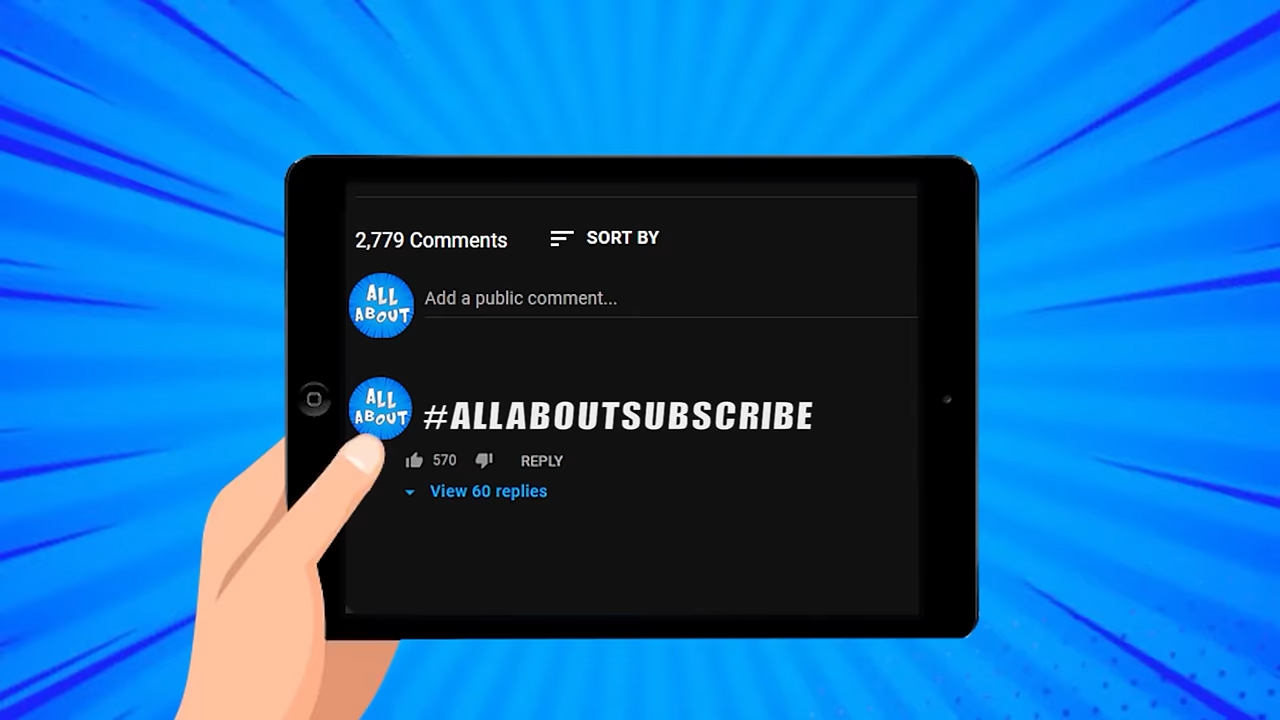 2,779 Comments SORT BY
ALL
ABOUT
Add a public comment...
ALL
ABOUT
#ALLABOUTSUBSCRIBE
570 REPLY
View 60 replies